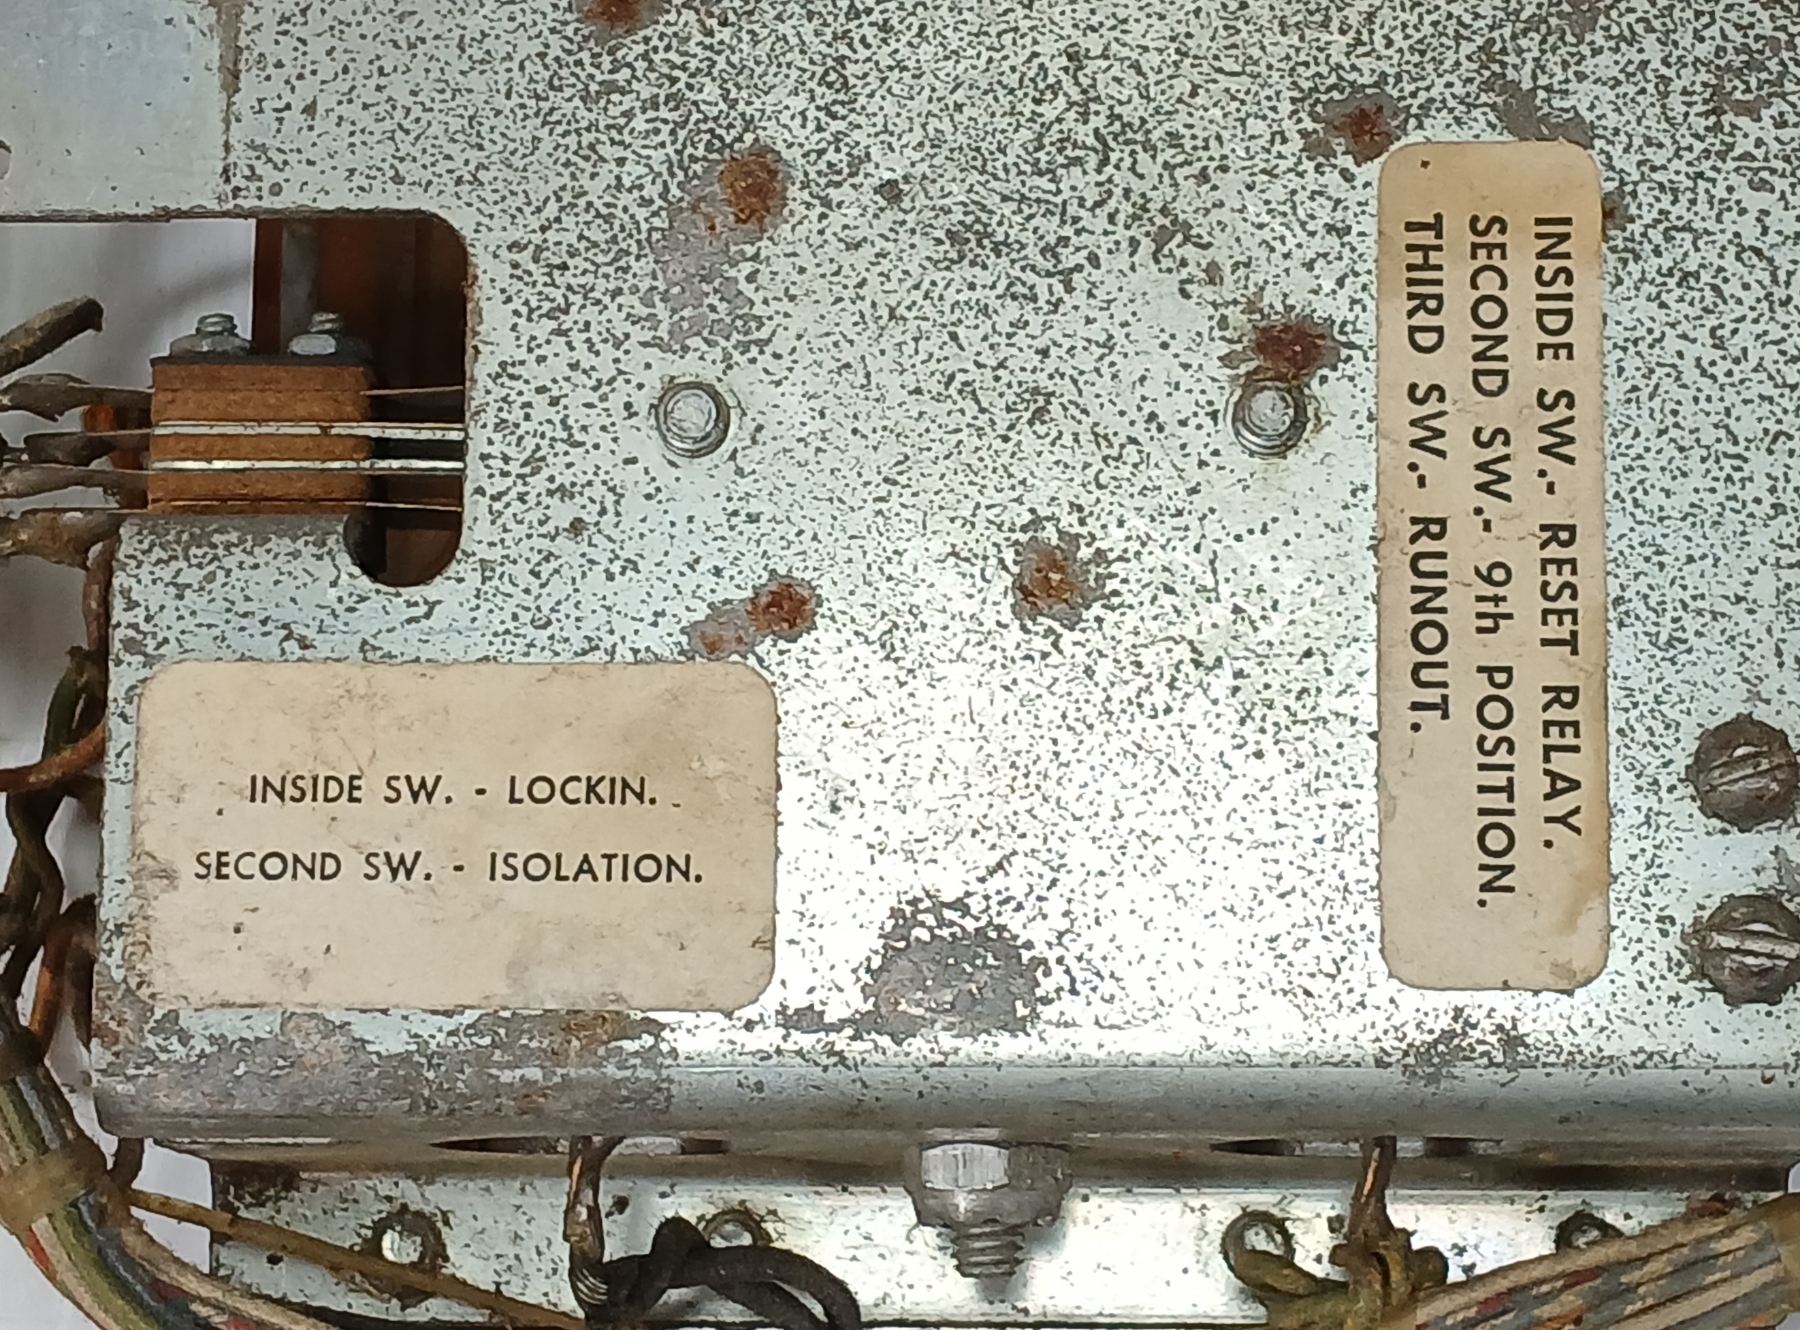 INSIDE SW. - LOCKIN.
SECOND SW. - ISOLATION.
INSIDE SW.- RESET RELAY.
SECOND SW.- 9th POSITION.
THIRD SW.- RUNOUT.